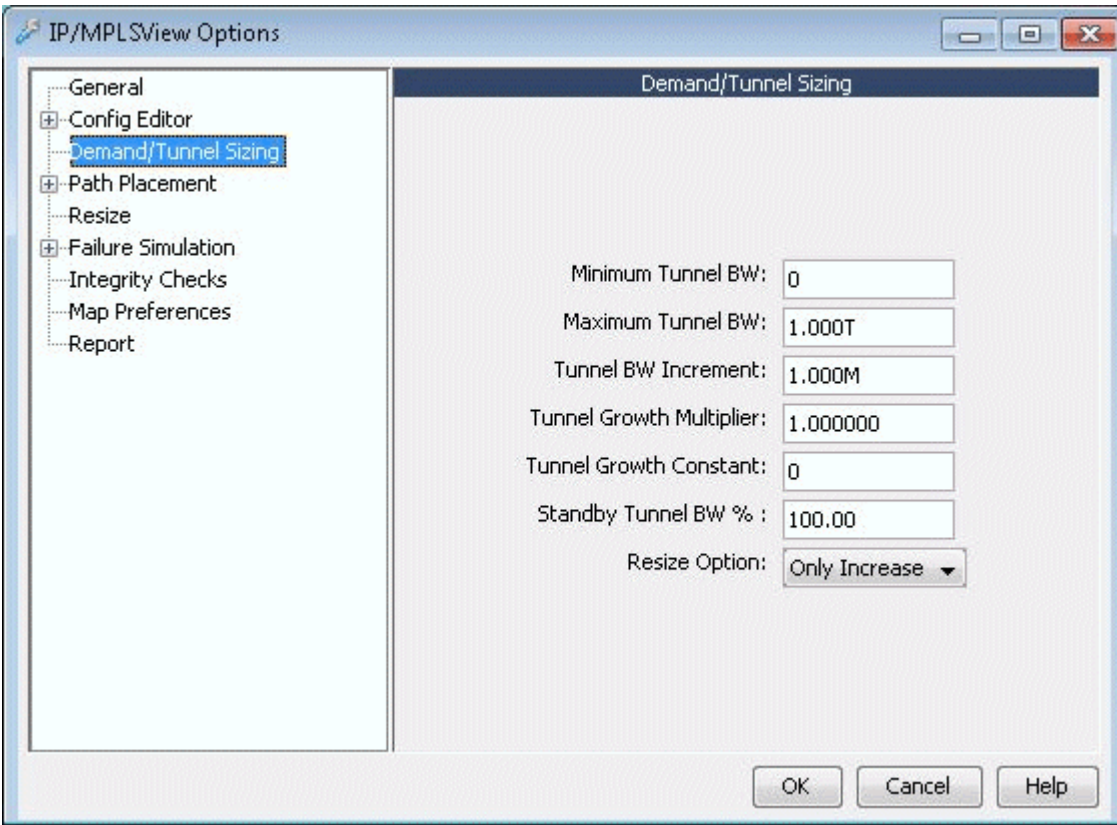 IP/MPLSView Options
General
Config Editor
Demand/Tunnel Sizing
Path Placement
Resize
Failure Simulation
Integrity Checks
Map Preferences
Report
Demand/Tunnel Sizing
Minimum Tunnel BW: 0
Maximum Tunnel BW: 1.000T
Tunnel BW Increment: 1.000M
Tunnel Growth Multiplier: 1.000000
Tunnel Growth Constant: 0
Standby Tunnel BW % : 100.00
Resize Option: Only Increase
OK Cancel Help